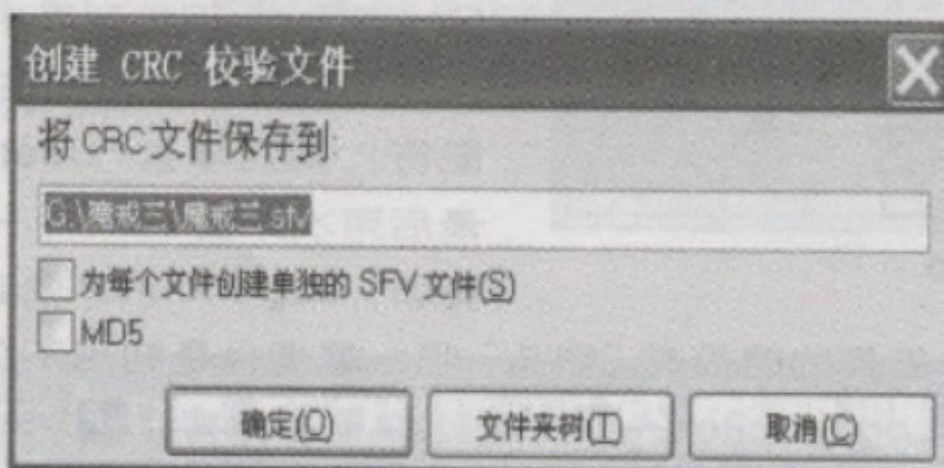 创建 CRC 校验文件
将 CRC 文件保存到:
G:\魔戒三\魔戒三.sfv
为每个文件创建单独的 SFV 文件(S)
MD5
确定(O) 文件夹树(T) 取消(C)